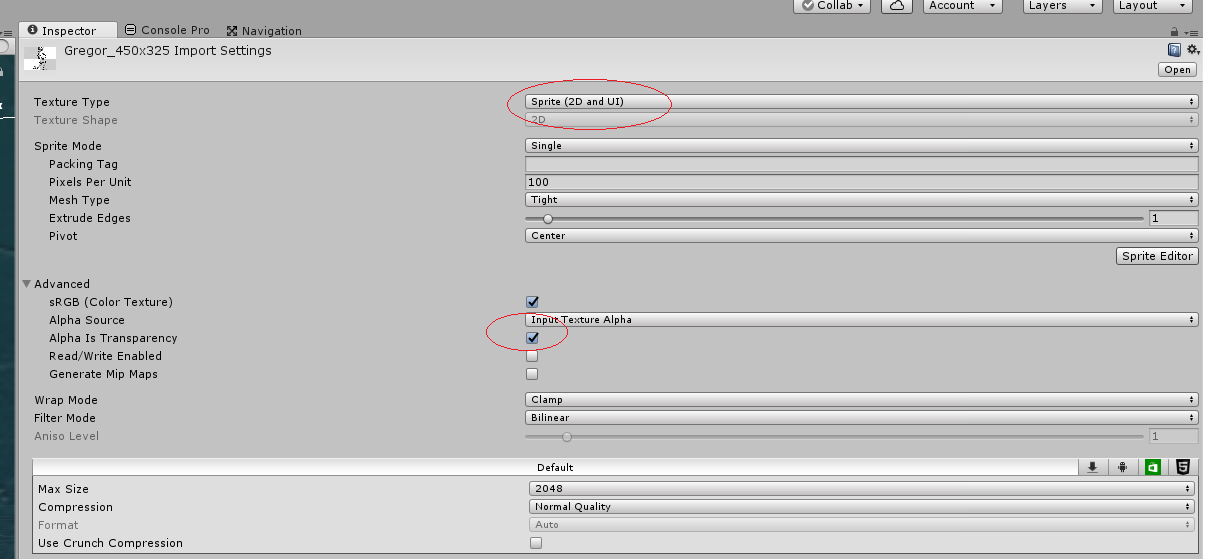 Collab Account Layers Layout
Inspector Console Pro Navigation
Gregor_450x325 Import Settings
Open
Texture Type Sprite (2D and UI)
Texture Shape 2D
Sprite Mode Single
Packing Tag
Pixels Per Unit 100
Mesh Type Tight
Extrude Edges 1
Pivot Center
Sprite Editor
Advanced
sRGB (Color Texture)
Alpha Source Input Texture Alpha
Alpha Is Transparency
Read/Write Enabled
Generate Mip Maps
Wrap Mode Clamp
Filter Mode Bilinear
Aniso Level 1
Default
Max Size 2048
Compression Normal Quality
Format Auto
Use Crunch Compression